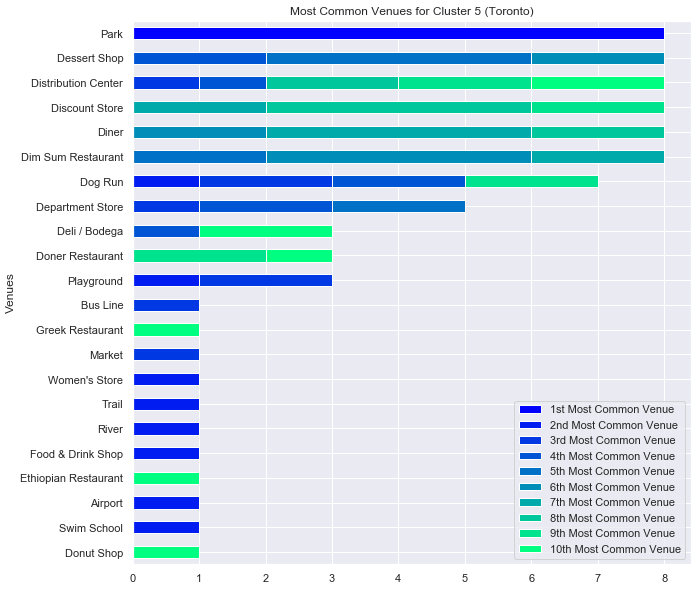 Most Common Venues for Cluster 5 (Toronto)
Venues
Park
Dessert Shop
Distribution Center
Discount Store
Diner
Dim Sum Restaurant
Dog Run
Department Store
Deli / Bodega
Doner Restaurant
Playground
Bus Line
Greek Restaurant
Market
Women's Store
Trail
River
Food & Drink Shop
Ethiopian Restaurant
Airport
Swim School
Donut Shop
1st Most Common Venue
2nd Most Common Venue
3rd Most Common Venue
4th Most Common Venue
5th Most Common Venue
6th Most Common Venue
7th Most Common Venue
8th Most Common Venue
9th Most Common Venue
10th Most Common Venue
0 1 2 3 4 5 6 7 8